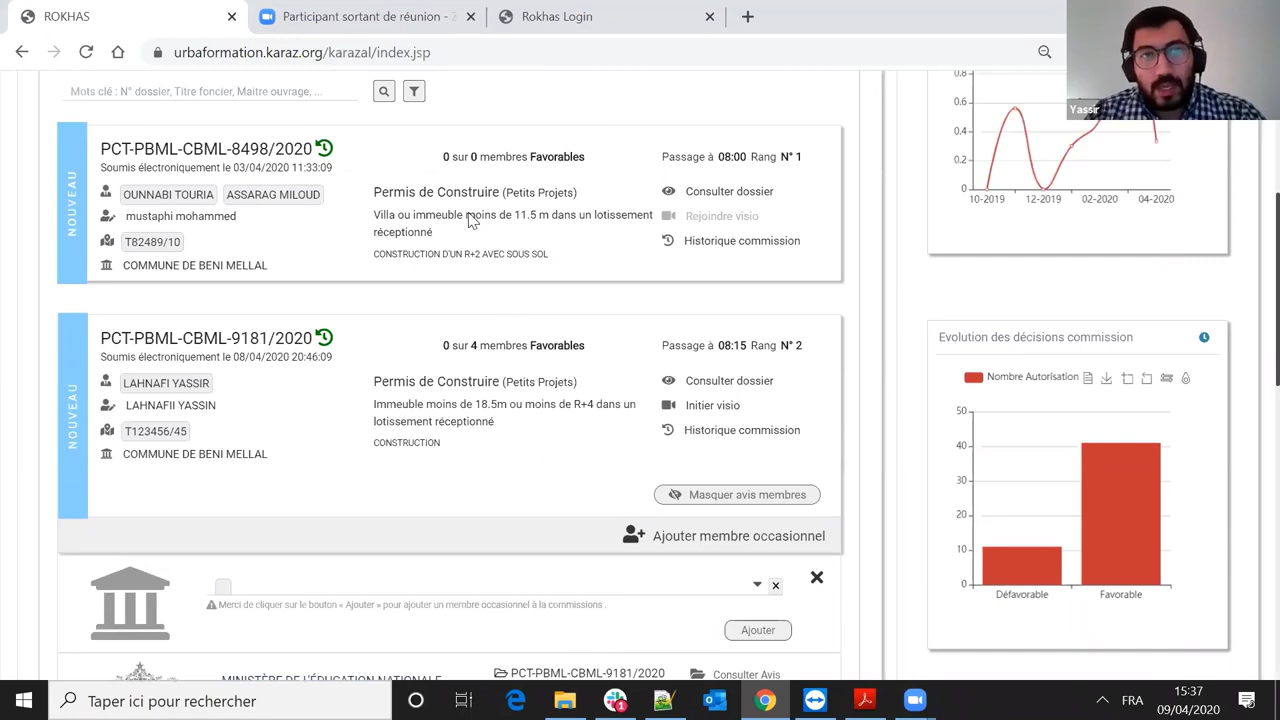 ROKHAS
Participant sortant de réunion - 2
Rokhas Login
urbaformation.karaz.org/karazal/index.jsp
Yassir
Mots clé : N° dossier, Titre foncier, Maitre ouvrage, ...
NOUVEAU
PCT-PBML-CBML-8498/2020
Soumis électroniquement le 03/04/2020 11:33:09
OUNNABI TOURIA ASSARAG MILOUD
mustaphi mohammed
T82489/10
COMMUNE DE BENI MELLAL
0 sur 0 membres Favorables
Permis de Construire (Petits Projets)
Villa ou immeuble moins de 11.5 m dans un lotissement
réceptionné
CONSTRUCTION D'UN R+2 AVEC SOUS SOL
Passage à 08:00 Rang N° 1
Consulter dossier
Rejoindre visio
Historique commission
NOUVEAU
PCT-PBML-CBML-9181/2020
Soumis électroniquement le 08/04/2020 20:46:09
LAHNAFI YASSIR
LAHNAFII YASSIN
T123456/45
COMMUNE DE BENI MELLAL
0 sur 4 membres Favorables
Permis de Construire (Petits Projets)
Immeuble moins de 18.5m ou moins de R+4 dans un
lotissement réceptionné
CONSTRUCTION
Passage à 08:15 Rang N° 2
Consulter dossier
Initier visio
Historique commission
Masquer avis membres
Ajouter membre occasionnel
Merci de cliquer sur le bouton « Ajouter » pour ajouter un membre occasionnel à la commissions .
Ajouter
MINISTÈRE DE L'ÉDUCATION NATIONALE
PCT-PBML-CBML-9181/2020
Consulter Avis
0.8
0.6
0.4
0.2
0
10-2019 12-2019 02-2020 04-2020
Evolution des décisions commission
Nombre Autorisation
50
40
30
20
10
0
Défavorable Favorable
Taper ici pour rechercher
1
FRA
15:37
09/04/2020